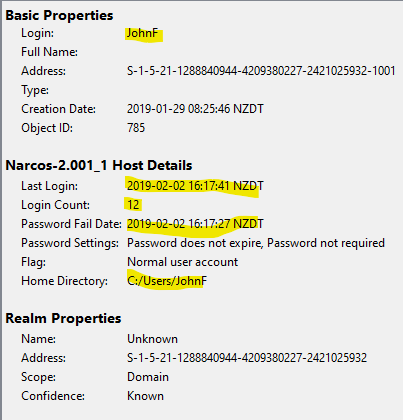 Basic Properties
Login: JohnF
Full Name:
Address: S-1-5-21-1288840944-4209380227-2421025932-1001
Type:
Creation Date: 2019-01-29 08:25:46 NZDT
Object ID: 785
Narcos-2.001_1 Host Details
Last Login: 2019-02-02 16:17:41 NZDT
Login Count: 12
Password Fail Date: 2019-02-02 16:17:27 NZDT
Password Settings: Password does not expire, Password not required
Flag: Normal user account
Home Directory: C:/Users/JohnF
Realm Properties
Name: Unknown
Address: S-1-5-21-1288840944-4209380227-2421025932
Scope: Domain
Confidence: Known